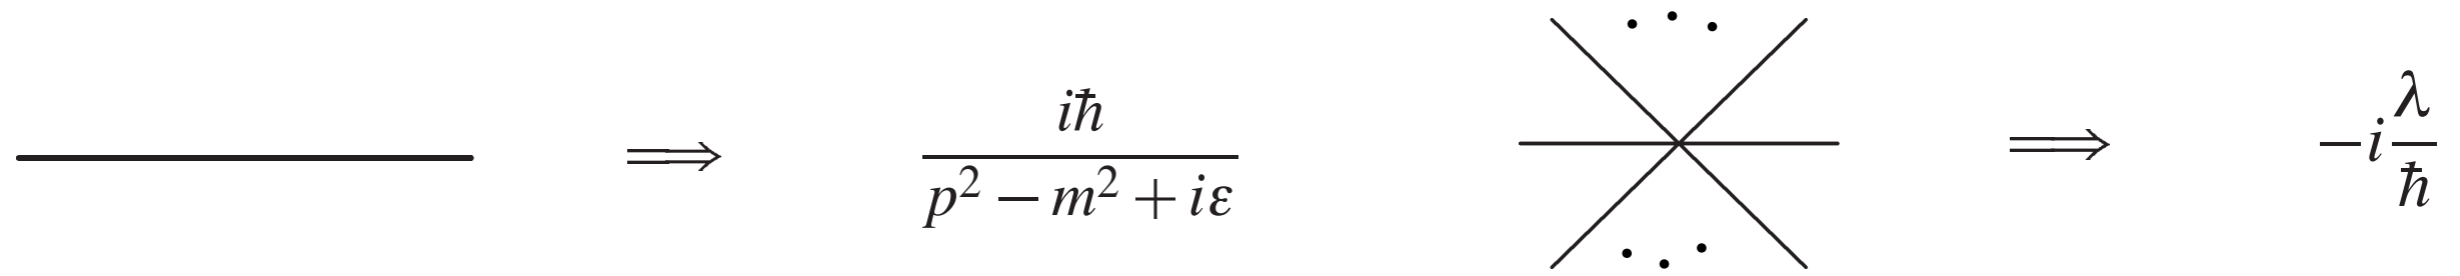 ⟹ iħ / (p² − m² + iε) ⟹ −i λ/ħ